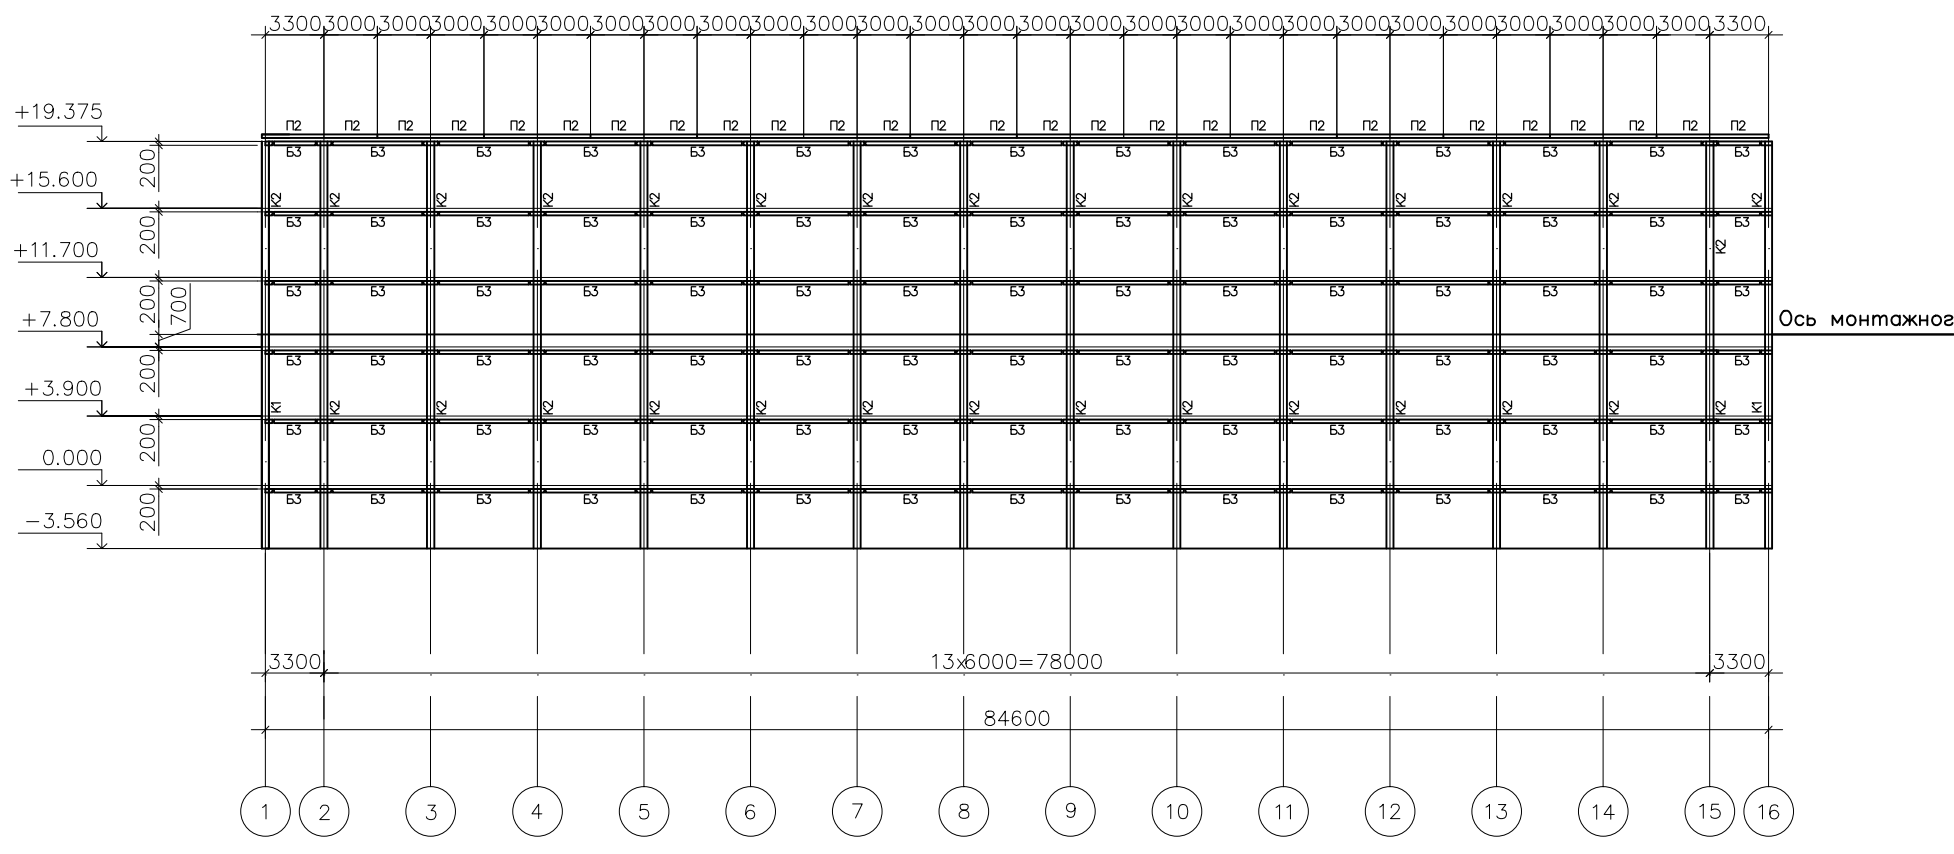 3300 3000 3000 3000 3000 3000 3000 3000 3000 3000 3000 3000 3000 3000 3000 3000 3000 3000 3000 3000 3000 3000 3000 3000 3000 3000 3000 3300
+19.375
П2 П2 П2 П2 П2 П2 П2 П2 П2 П2 П2 П2 П2 П2 П2 П2 П2 П2 П2 П2 П2 П2 П2 П2 П2 П2 П2 П2
Б3 Б3 Б3 Б3 Б3 Б3 Б3 Б3 Б3 Б3 Б3 Б3 Б3 Б3 Б3
200
+15.600
К2 К2 К2 К2 К2 К2 К2 К2 К2 К2 К2 К2 К2 К2 К2
Б3 Б3 Б3 Б3 Б3 Б3 Б3 Б3 Б3 Б3 Б3 Б3 Б3 Б3 Б3
200
К2
+11.700
Б3 Б3 Б3 Б3 Б3 Б3 Б3 Б3 Б3 Б3 Б3 Б3 Б3 Б3 Б3
200 700
+7.800
Ось монтажног
Б3 Б3 Б3 Б3 Б3 Б3 Б3 Б3 Б3 Б3 Б3 Б3 Б3 Б3 Б3
200
+3.900
К1 К2 К2 К2 К2 К2 К2 К2 К2 К2 К2 К2 К2 К2 К2 К1
Б3 Б3 Б3 Б3 Б3 Б3 Б3 Б3 Б3 Б3 Б3 Б3 Б3 Б3 Б3
200
0.000
Б3 Б3 Б3 Б3 Б3 Б3 Б3 Б3 Б3 Б3 Б3 Б3 Б3 Б3 Б3
200
−3.560
3300 13х6000=78000 3300
84600
1 2 3 4 5 6 7 8 9 10 11 12 13 14 15 16